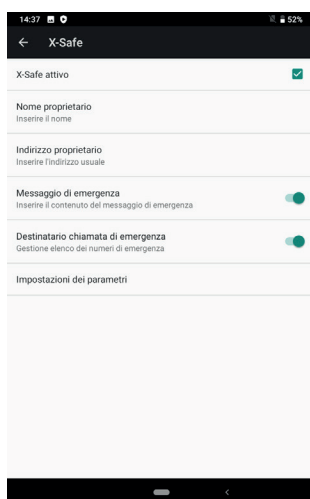 14:37 52%
X-Safe
X-Safe attivo
Nome proprietario
Inserire il nome
Indirizzo proprietario
Inserire l'indirizzo usuale
Messaggio di emergenza
Inserire il contenuto del messaggio di emergenza
Destinatario chiamata di emergenza
Gestione elenco dei numeri di emergenza
Impostazioni dei parametri